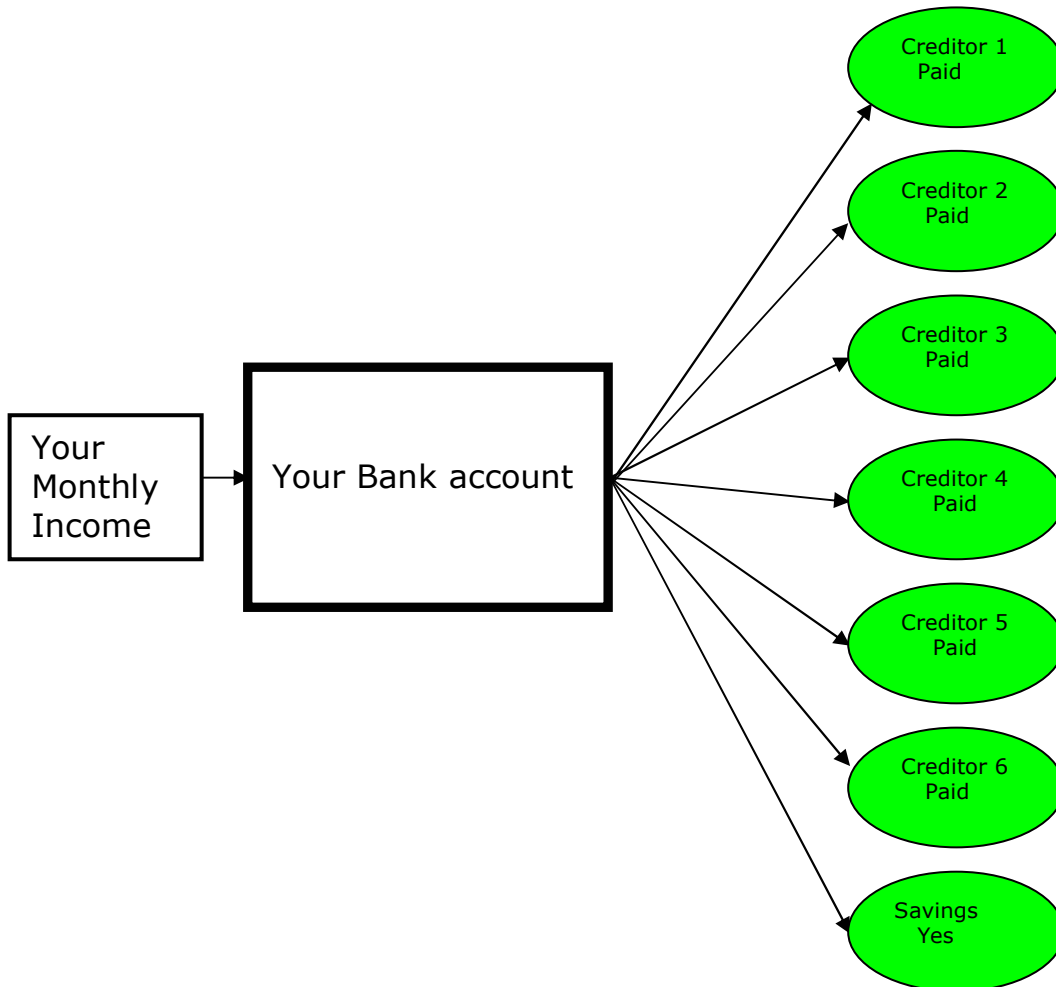 Creditor 1
Paid
Creditor 2
Paid
Creditor 3
Paid
Your
Monthly
Income
Your Bank account
Creditor 4
Paid
Creditor 5
Paid
Creditor 6
Paid
Savings
Yes